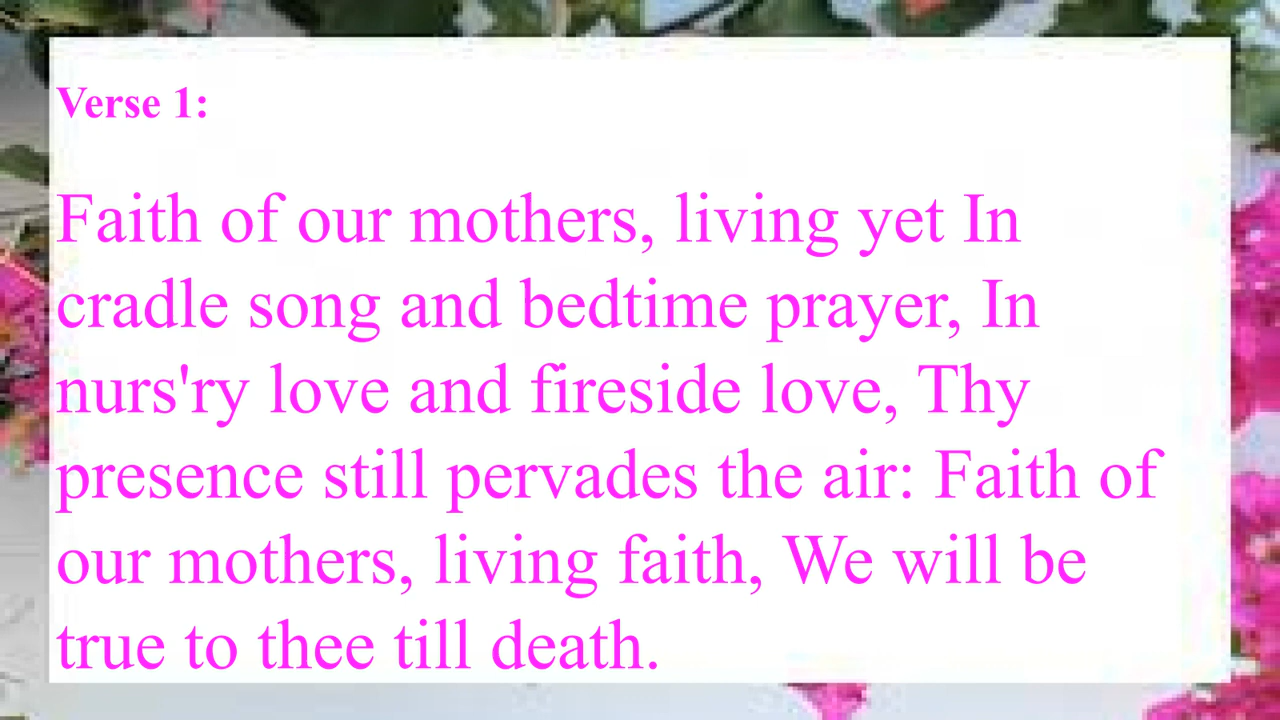 Verse 1:
Faith of our mothers, living yet In
cradle song and bedtime prayer, In
nurs'ry love and fireside love, Thy
presence still pervades the air: Faith of
our mothers, living faith, We will be
true to thee till death.